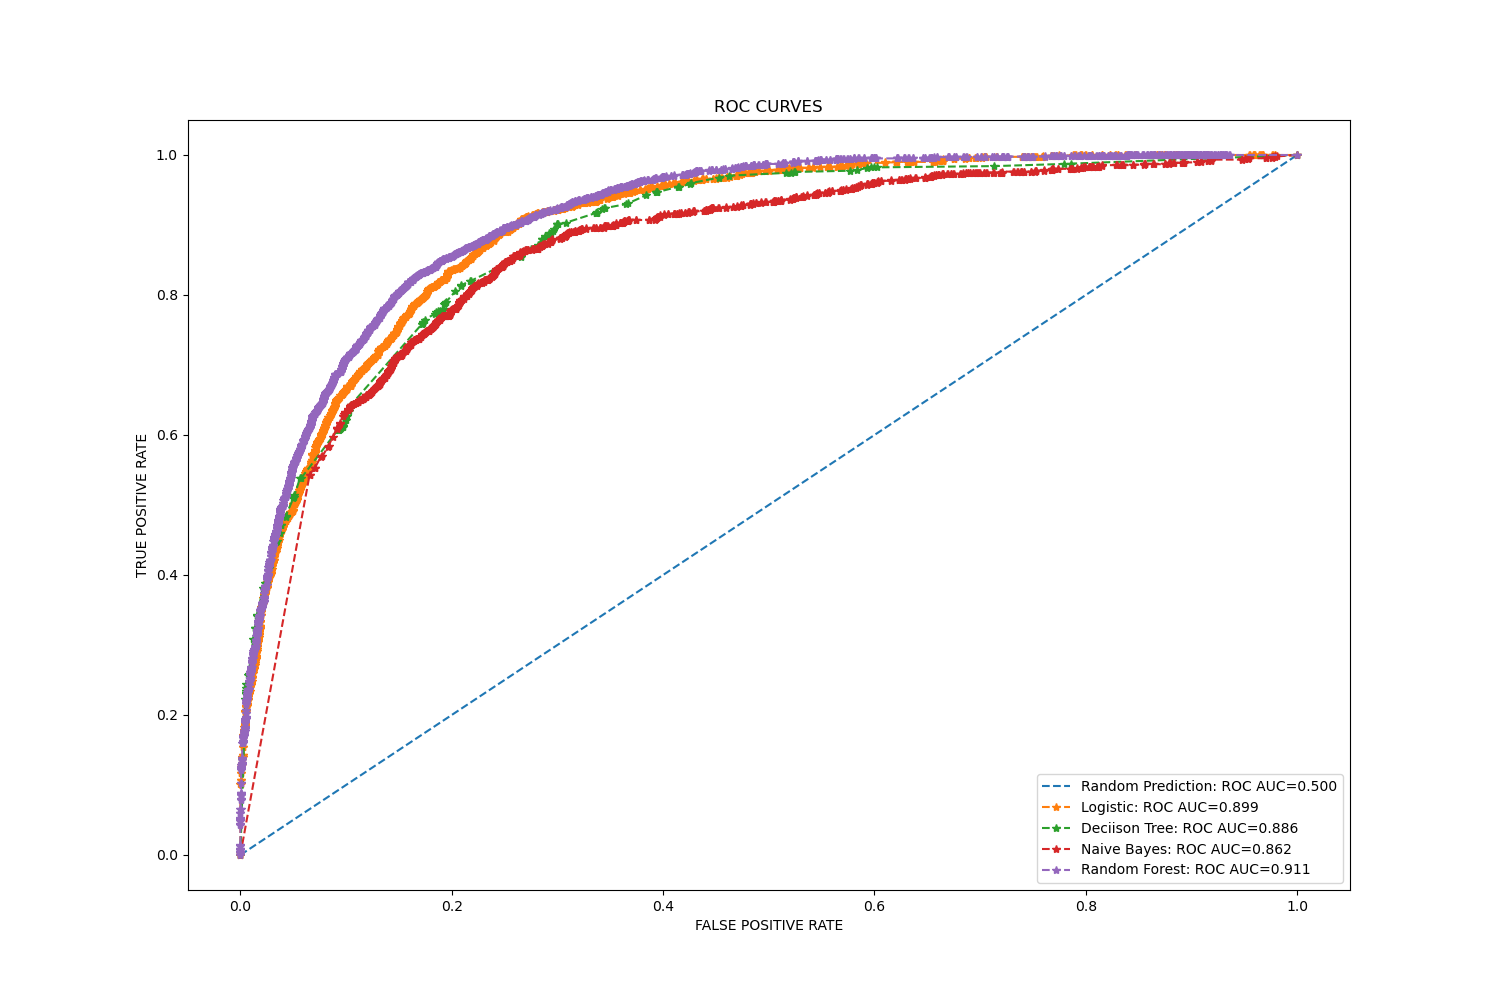 ROC CURVES
1.0
0.8
0.6
0.4
0.2
0.0
TRUE POSITIVE RATE
0.0 0.2 0.4 0.6 0.8 1.0
FALSE POSITIVE RATE
Random Prediction: ROC AUC=0.500
Logistic: ROC AUC=0.899
Deciison Tree: ROC AUC=0.886
Naive Bayes: ROC AUC=0.862
Random Forest: ROC AUC=0.911